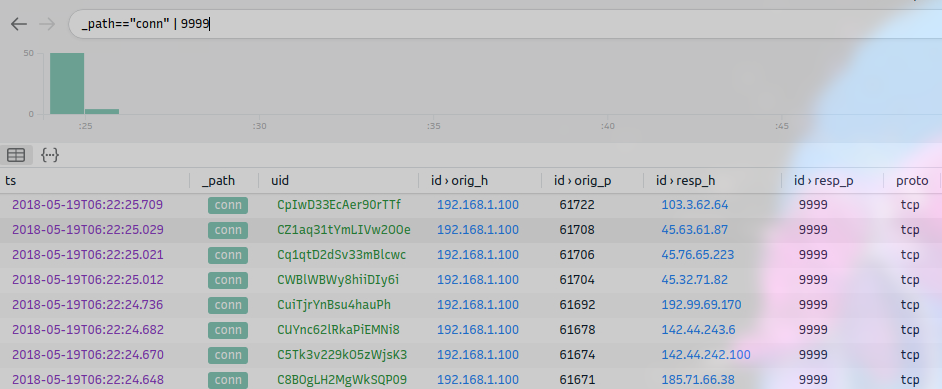 _path=="conn" | 9999
50
0
:25 :30 :35 :40 :45
{···}
ts _path uid id › orig_h id › orig_p id › resp_h id › resp_p proto
2018-05-19T06:22:25.709 conn CpIwD33EcAer90rTTf 192.168.1.100 61722 103.3.62.64 9999 tcp
2018-05-19T06:22:25.029 conn CZ1aq31tYmLIVw2OOe 192.168.1.100 61708 45.63.61.87 9999 tcp
2018-05-19T06:22:25.021 conn Cq1qtD2dSv33mBlcwc 192.168.1.100 61706 45.76.65.223 9999 tcp
2018-05-19T06:22:25.012 conn CWBlWBWy8hiiDIy6i 192.168.1.100 61704 45.32.71.82 9999 tcp
2018-05-19T06:22:24.736 conn CuiTjrYnBsu4hauPh 192.168.1.100 61692 192.99.69.170 9999 tcp
2018-05-19T06:22:24.682 conn CUYnc62lRkaPiEMNi8 192.168.1.100 61678 142.44.243.6 9999 tcp
2018-05-19T06:22:24.670 conn C5Tk3v229kO5zWjsK3 192.168.1.100 61674 142.44.242.100 9999 tcp
2018-05-19T06:22:24.648 conn C8BOgLH2MgWkSQP09 192.168.1.100 61671 185.71.66.38 9999 tcp